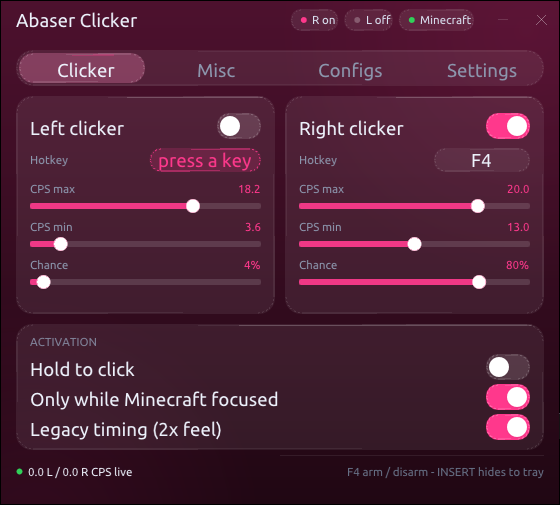 Abaser Clicker
R on
L off
Minecraft
Clicker
Misc
Configs
Settings
Left clicker
Hotkey
press a key
CPS max
18.2
CPS min
3.6
Chance
4%
Right clicker
Hotkey
F4
CPS max
20.0
CPS min
13.0
Chance
80%
ACTIVATION
Hold to click
Only while Minecraft focused
Legacy timing (2x feel)
0.0 L / 0.0 R CPS live
F4 arm / disarm - INSERT hides to tray